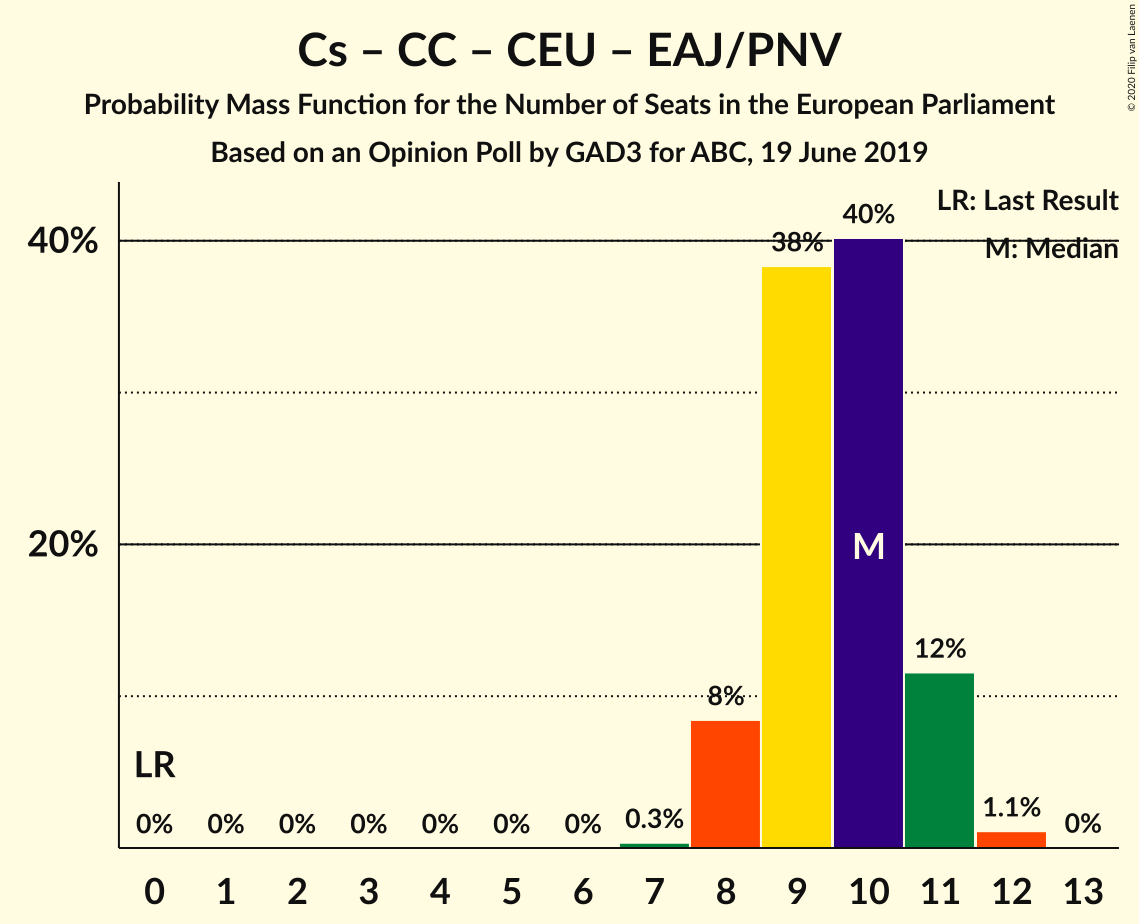 Cs – CC – CEU – EAJ/PNV
Probability Mass Function for the Number of Seats in the European Parliament
Based on an Opinion Poll by GAD3 for ABC, 19 June 2019
© 2020 Filip van Laenen
LR: Last Result
M: Median
40%
20%
40%
38%
M
12%
8%
LR
0% 0% 0% 0% 0% 0% 0% 0.3% 1.1% 0%
0 1 2 3 4 5 6 7 8 9 10 11 12 13